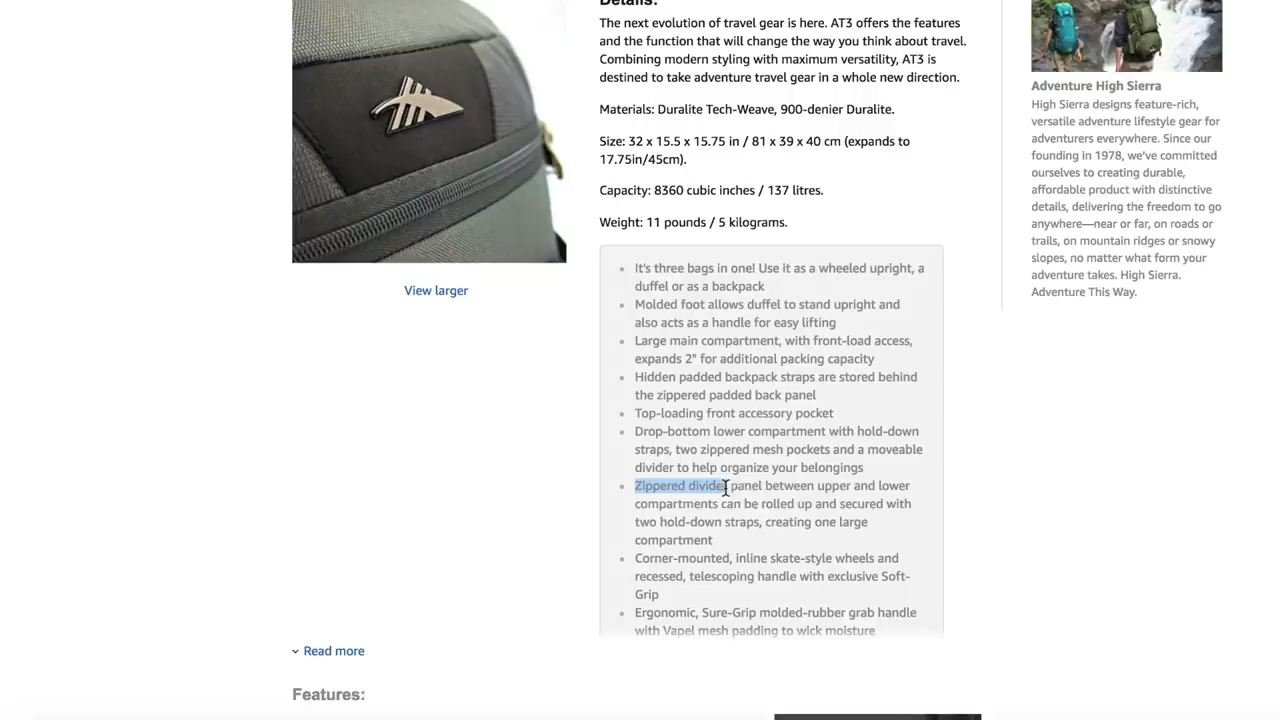 Details:
The next evolution of travel gear is here. AT3 offers the features
and the function that will change the way you think about travel.
Combining modern styling with maximum versatility, AT3 is
destined to take adventure travel gear in a whole new direction.
Materials: Duralite Tech-Weave, 900-denier Duralite.
Size: 32 x 15.5 x 15.75 in / 81 x 39 x 40 cm (expands to
17.75in/45cm).
Capacity: 8360 cubic inches / 137 litres.
Weight: 11 pounds / 5 kilograms.
It's three bags in one! Use it as a wheeled upright, a
duffel or as a backpack
Molded foot allows duffel to stand upright and
also acts as a handle for easy lifting
Large main compartment, with front-load access,
expands 2" for additional packing capacity
Hidden padded backpack straps are stored behind
the zippered padded back panel
Top-loading front accessory pocket
Drop-bottom lower compartment with hold-down
straps, two zippered mesh pockets and a moveable
divider to help organize your belongings
Zippered divider panel between upper and lower
compartments can be rolled up and secured with
two hold-down straps, creating one large
compartment
Corner-mounted, inline skate-style wheels and
recessed, telescoping handle with exclusive Soft-
Grip
Ergonomic, Sure-Grip molded-rubber grab handle
with Vapel mesh padding to wick moisture
View larger
Read more
Features:
Adventure High Sierra
High Sierra designs feature-rich,
versatile adventure lifestyle gear for
adventurers everywhere. Since our
founding in 1978, we've committed
ourselves to creating durable,
affordable product with distinctive
details, delivering the freedom to go
anywhere—near or far, on roads or
trails, on mountain ridges or snowy
slopes, no matter what form your
adventure takes. High Sierra.
Adventure This Way.